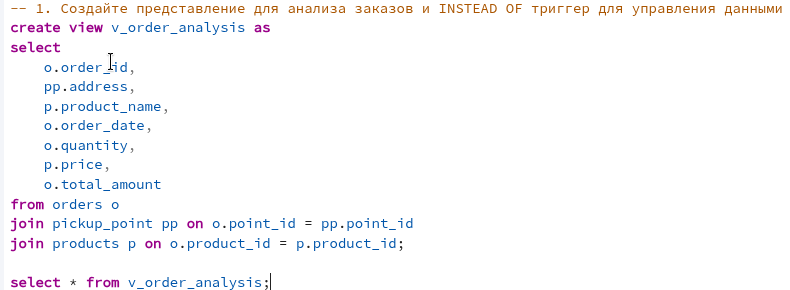 -- 1. Создайте представление для анализа заказов и INSTEAD OF триггер для управления данными
create view v_order_analysis as
select
    o.order_id,
    pp.address,
    p.product_name,
    o.order_date,
    o.quantity,
    p.price,
    o.total_amount
from orders o
join pickup_point pp on o.point_id = pp.point_id
join products p on o.product_id = p.product_id;

select * from v_order_analysis;